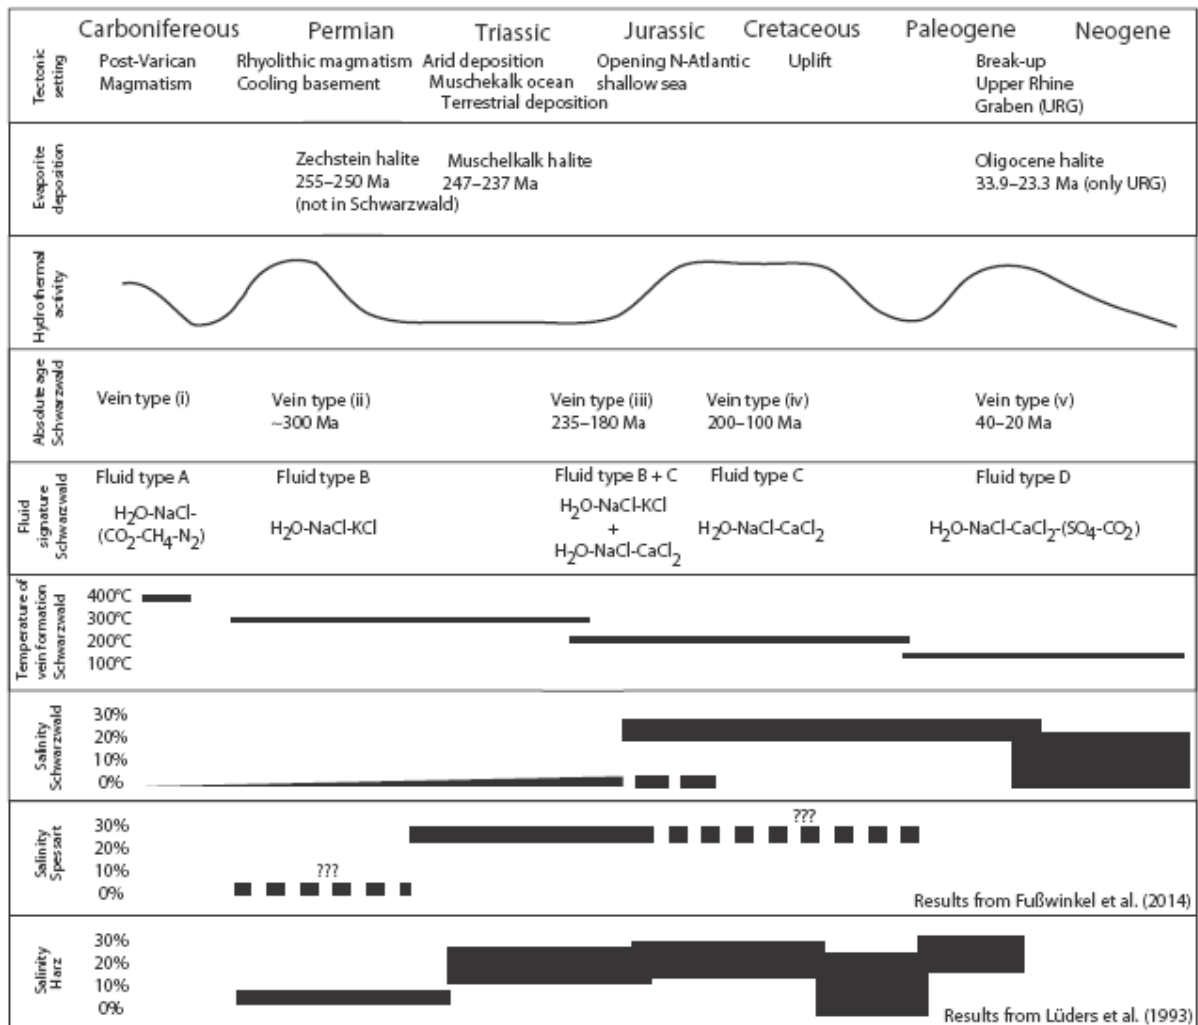 Carbonifereous Permian Triassic Jurassic Cretaceous Paleogene Neogene
Tectonic
setting
Post-Varican
Magmatism
Rhyolithic magmatism
Cooling basement
Arid deposition
Muschekalk ocean
Terrestrial deposition
Opening N-Atlantic
shallow sea
Uplift
Break-up
Upper Rhine
Graben (URG)
Evaporite
deposition
Zechstein halite
255–250 Ma
(not in Schwarzwald)
Muschelkalk halite
247–237 Ma
Oligocene halite
33.9–23.3 Ma (only URG)
Hydrothermal
activity
Absolute age
Schwarzwald
Vein type (i)
Vein type (ii)
~300 Ma
Vein type (iii)
235–180 Ma
Vein type (iv)
200–100 Ma
Vein type (v)
40–20 Ma
Fluid
signature
Schwarzwald
Fluid type A
H2O-NaCl-
(CO2-CH4-N2)
Fluid type B
H2O-NaCl-KCl
Fluid type B + C
H2O-NaCl-KCl
+
H2O-NaCl-CaCl2
Fluid type C
H2O-NaCl-CaCl2
Fluid type D
H2O-NaCl-CaCl2-(SO4-CO2)
Temperature of
vein formation
Schwarzwald
400°C
300°C
200°C
100°C
Salinity
Schwarzwald
30%
20%
10%
0%
Salinity
Spessart
30%
20%
10%
0%
???
???
Results from Fußwinkel et al. (2014)
Salinity
Harz
30%
20%
10%
0%
Results from Lüders et al. (1993)